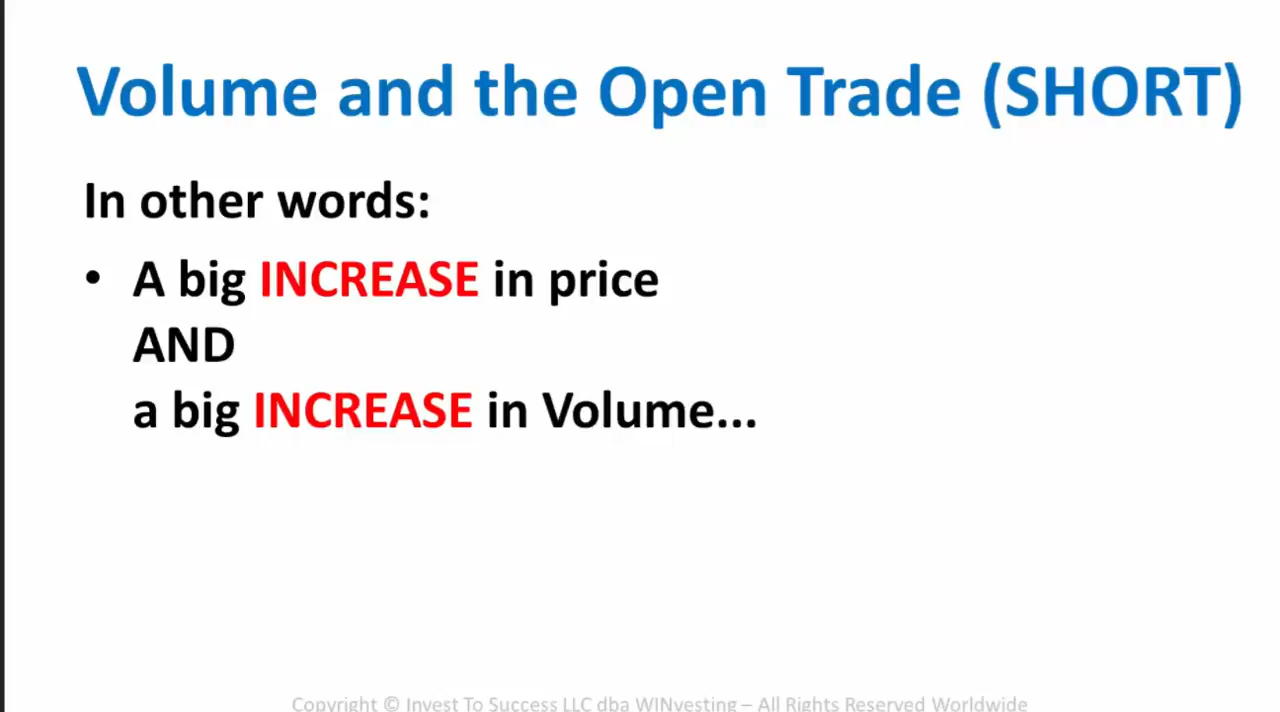 Volume and the Open Trade (SHORT)
In other words:
• A big INCREASE in price
AND
a big INCREASE in Volume...
Copyright © Invest To Success LLC dba WINvesting – All Rights Reserved Worldwide